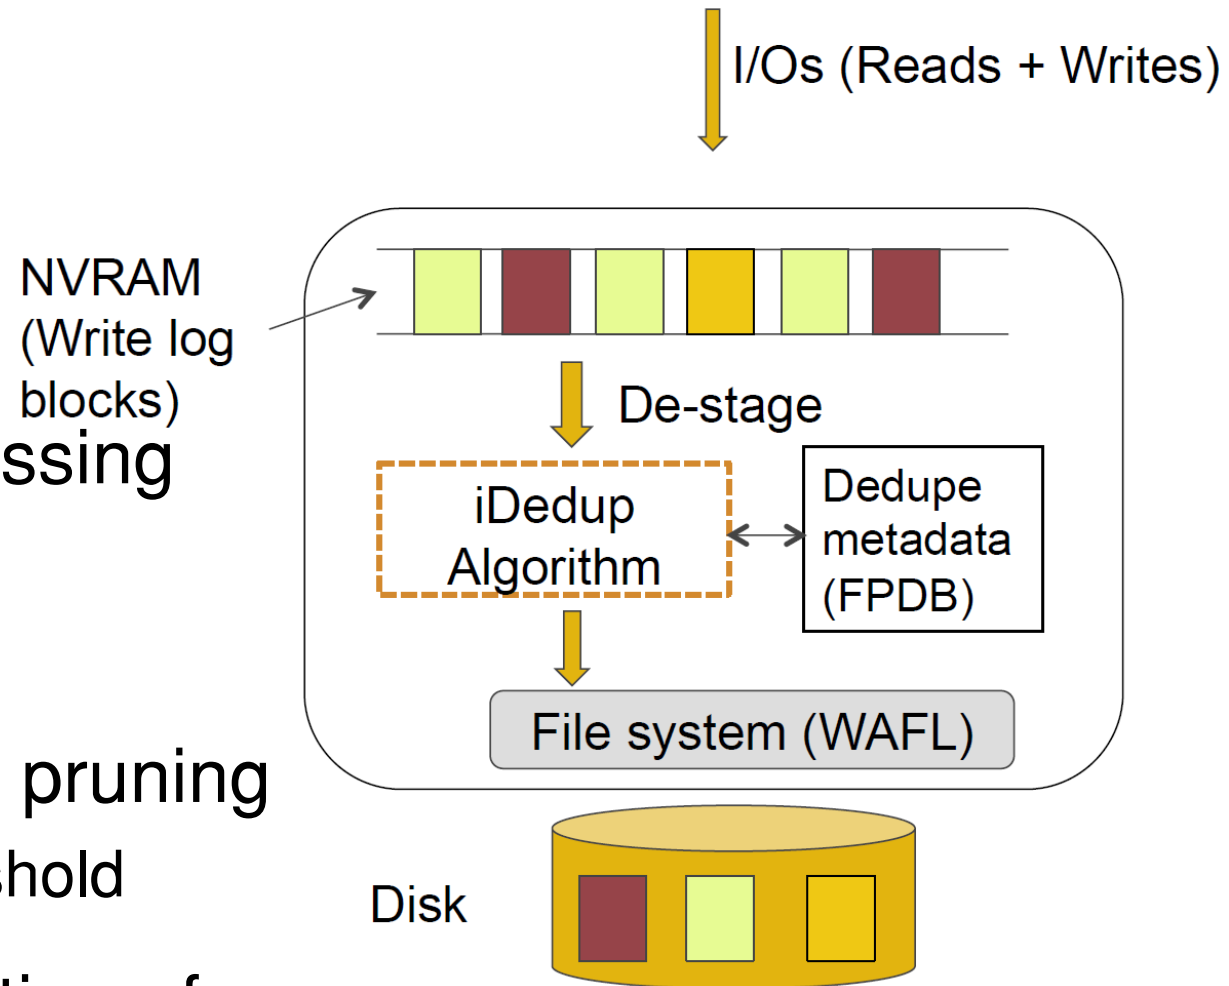 I/Os (Reads + Writes)
NVRAM
(Write log
blocks)
ssing
De-stage
iDedup
Algorithm
Dedupe
metadata
(FPDB)
File system (WAFL)
pruning
shold
Disk